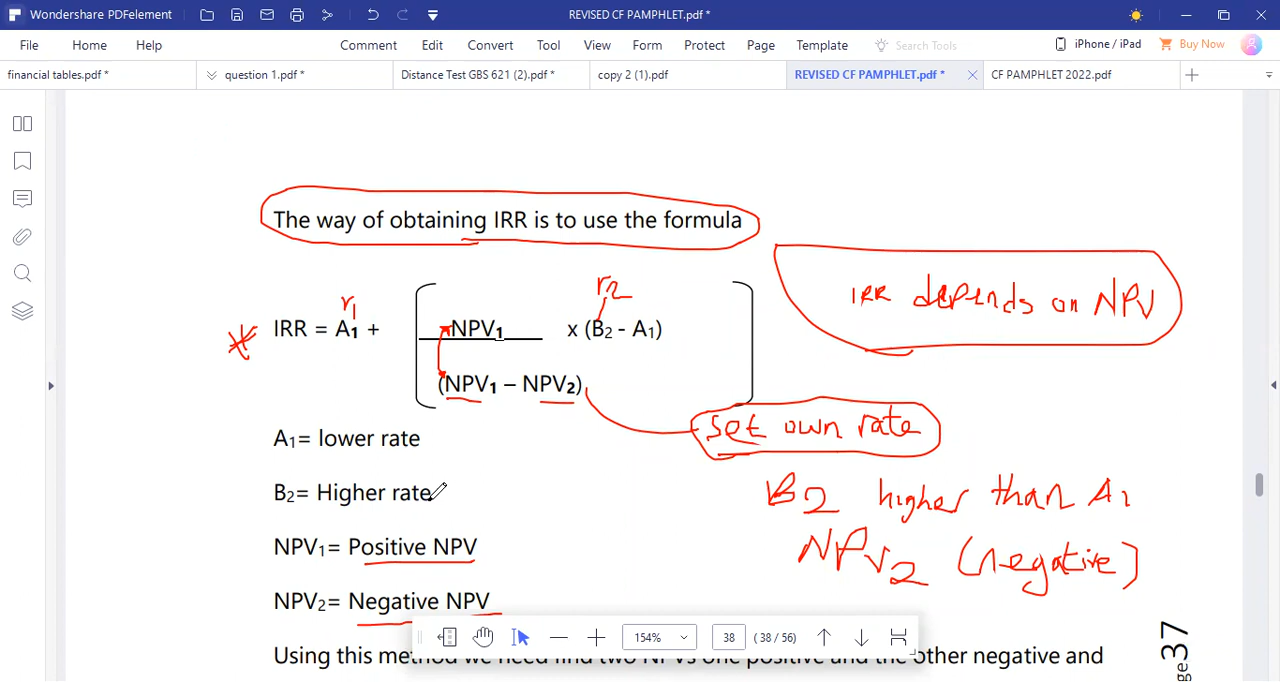 Wondershare PDFelement
REVISED CF PAMPHLET.pdf *
File Home Help Comment Edit Convert Tool View Form Protect Page Template Search Tools iPhone / iPad Buy Now
financial tables.pdf *
question 1.pdf *
Distance Test GBS 621 (2).pdf *
copy 2 (1).pdf
REVISED CF PAMPHLET.pdf *
CF PAMPHLET 2022.pdf
The way of obtaining IRR is to use the formula
IRR depends on NPV
r1 r2
IRR = A1 + NPV1 x (B2 - A1)
(NPV1 – NPV2)
Set own rate
A1= lower rate
B2= Higher rate
B2 higher than A1
NPV1= Positive NPV
NPV2 (negative)
NPV2= Negative NPV
154% 38 (38 / 56)
Using this method we need find two NPVs one positive and the other negative and
ge37